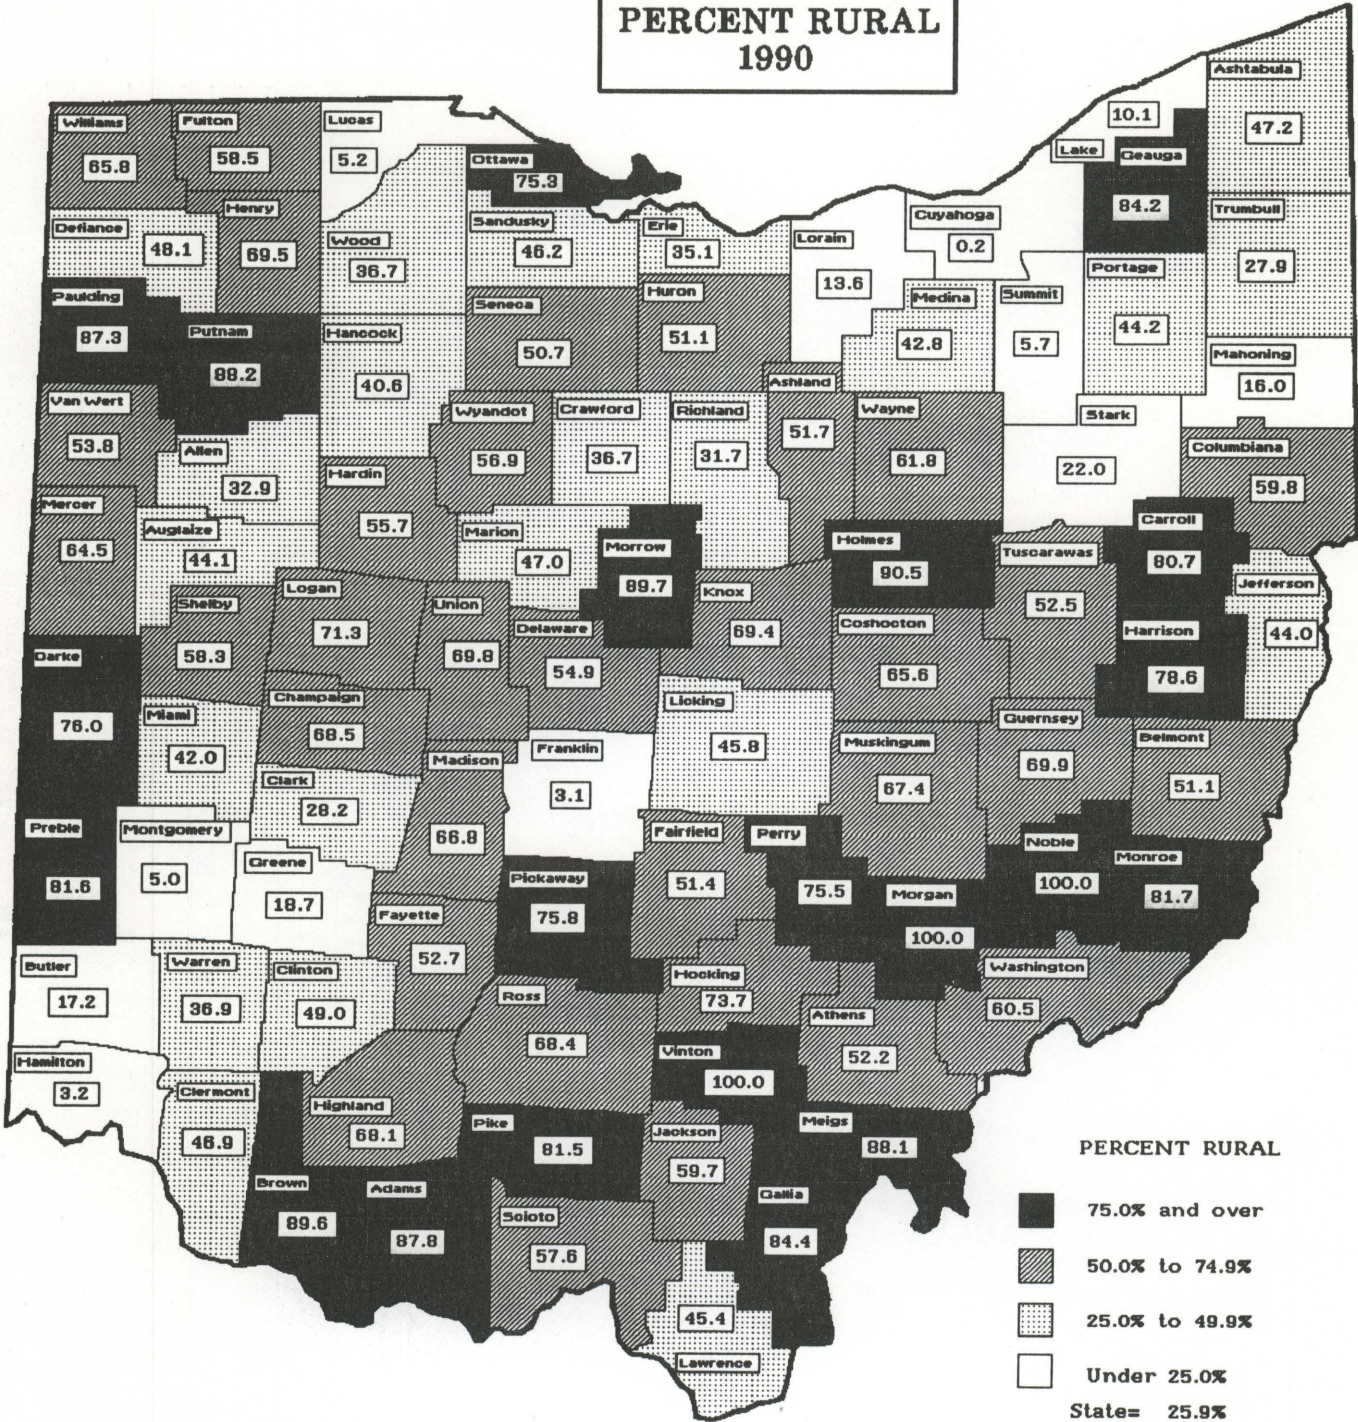 PERCENT RURAL
1990
Ashtabula
47.2
10.1
Lake
Geauga
84.2
Williams
65.8
Fulton
58.5
Lucas
5.2
Ottawa
75.3
Henry
69.5
Defiance
48.1
Wood
36.7
Sandusky
46.2
Erie
35.1
Lorain
13.6
Cuyahoga
0.2
Trumbull
27.9
Paulding
87.3
Putnam
88.2
Hancock
40.6
Seneca
50.7
Huron
51.1
Medina
42.8
Summit
5.7
Portage
44.2
Mahoning
16.0
Van Wert
53.8
Allen
32.9
Wyandot
56.9
Crawford
36.7
Richland
31.7
Ashland
51.7
Wayne
61.8
Stark
22.0
Columbiana
59.8
Mercer
64.5
Auglaize
44.1
Hardin
55.7
Marion
47.0
Morrow
89.7
Holmes
90.5
Tuscarawas
52.5
Carroll
80.7
Jefferson
44.0
Shelby
58.3
Logan
71.3
Union
69.8
Delaware
54.9
Knox
69.4
Coshocton
65.6
Harrison
78.6
Darke
76.0
Miami
42.0
Champaign
68.5
Licking
45.8
Muskingum
67.4
Guernsey
69.9
Belmont
51.1
Clark
28.2
Madison
66.8
Franklin
3.1
Preble
81.6
Montgomery
5.0
Greene
18.7
Fayette
52.7
Pickaway
75.8
Fairfield
51.4
Perry
75.5
Morgan
100.0
Noble
100.0
Monroe
81.7
Butler
17.2
Warren
36.9
Clinton
49.0
Ross
68.4
Hocking
73.7
Athens
52.2
Washington
60.5
Hamilton
3.2
Clermont
46.9
Highland
68.1
Pike
81.5
Vinton
100.0
Jackson
59.7
Meigs
88.1
Brown
89.6
Adams
87.8
Scioto
57.6
Gallia
84.4
45.4
Lawrence
PERCENT RURAL
75.0% and over
50.0% to 74.9%
25.0% to 49.9%
Under 25.0%
State= 25.9%